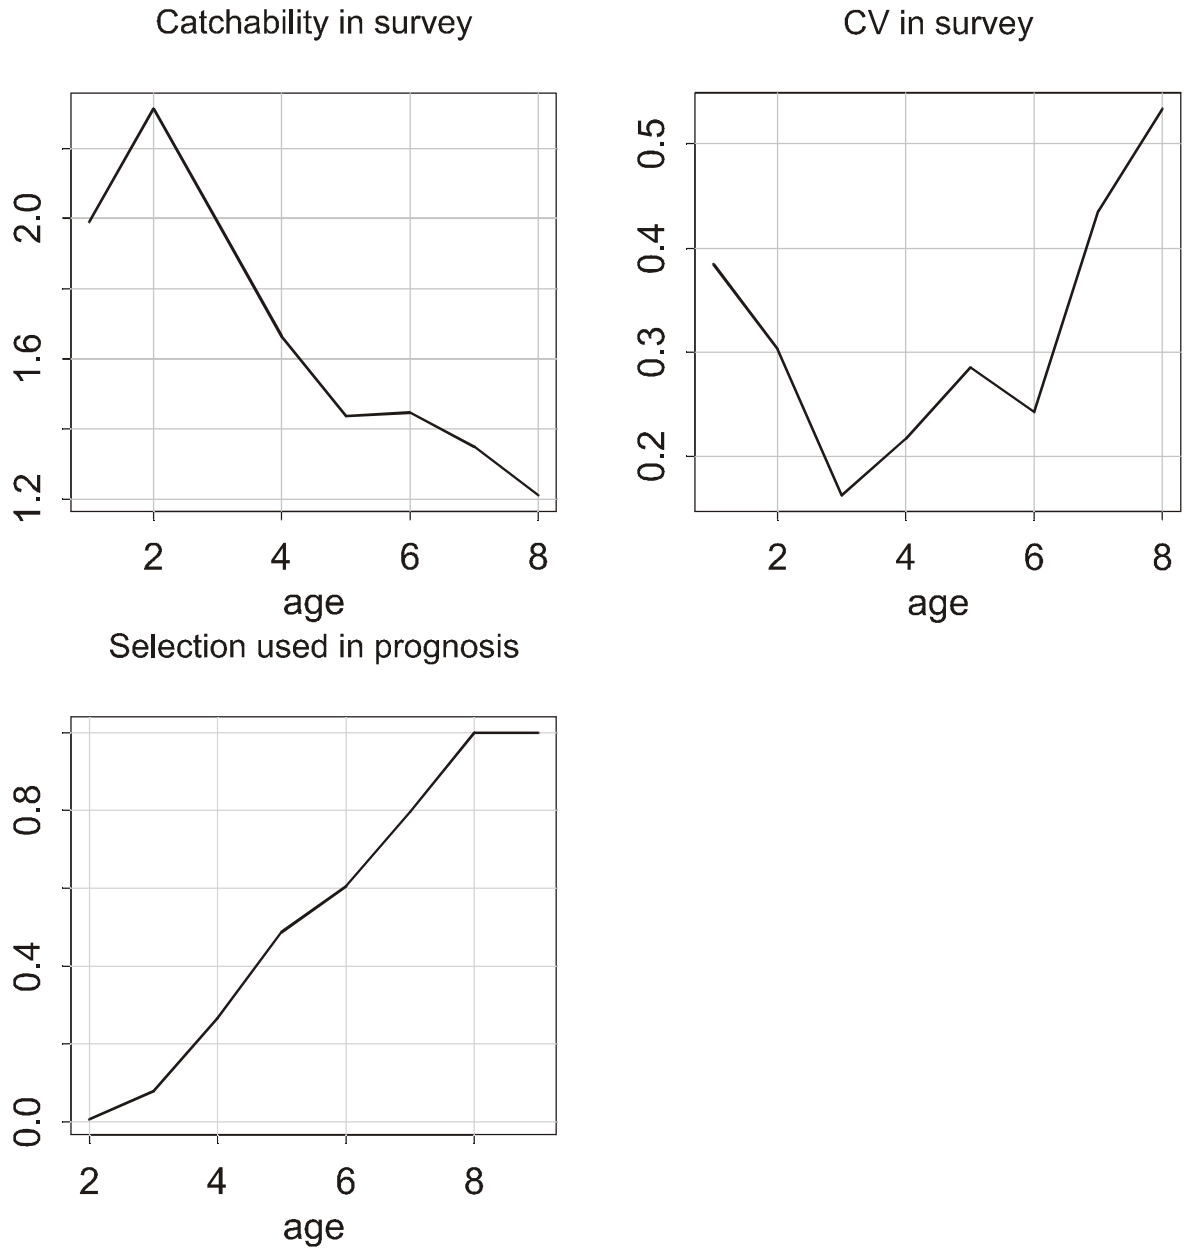 Catchability in survey
2.0
1.6
1.2
2 4 6 8
age
CV in survey
0.5
0.4
0.3
0.2
2 4 6 8
age
Selection used in prognosis
0.8
0.4
0.0
2 4 6 8
age